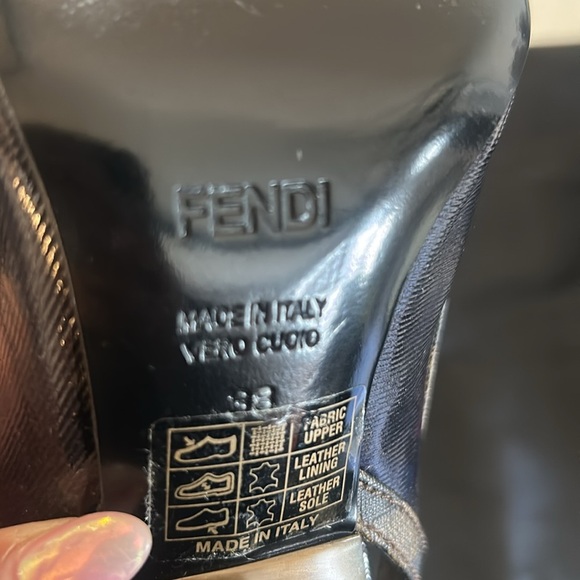 FENDI
MADE IN ITALY
VERO CUOIO
38
FABRIC
UPPER
LEATHER
LINING
LEATHER
SOLE
MADE IN ITALY